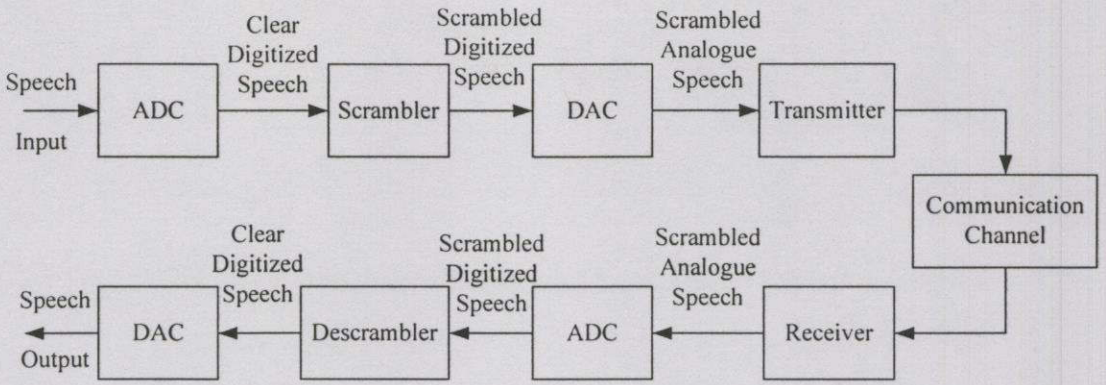 Speech
Input
ADC
Clear
Digitized
Speech
Scrambler
Scrambled
Digitized
Speech
DAC
Scrambled
Analogue
Speech
Transmitter
Communication
Channel
Receiver
Scrambled
Analogue
Speech
ADC
Scrambled
Digitized
Speech
Descrambler
Clear
Digitized
Speech
DAC
Speech
Output